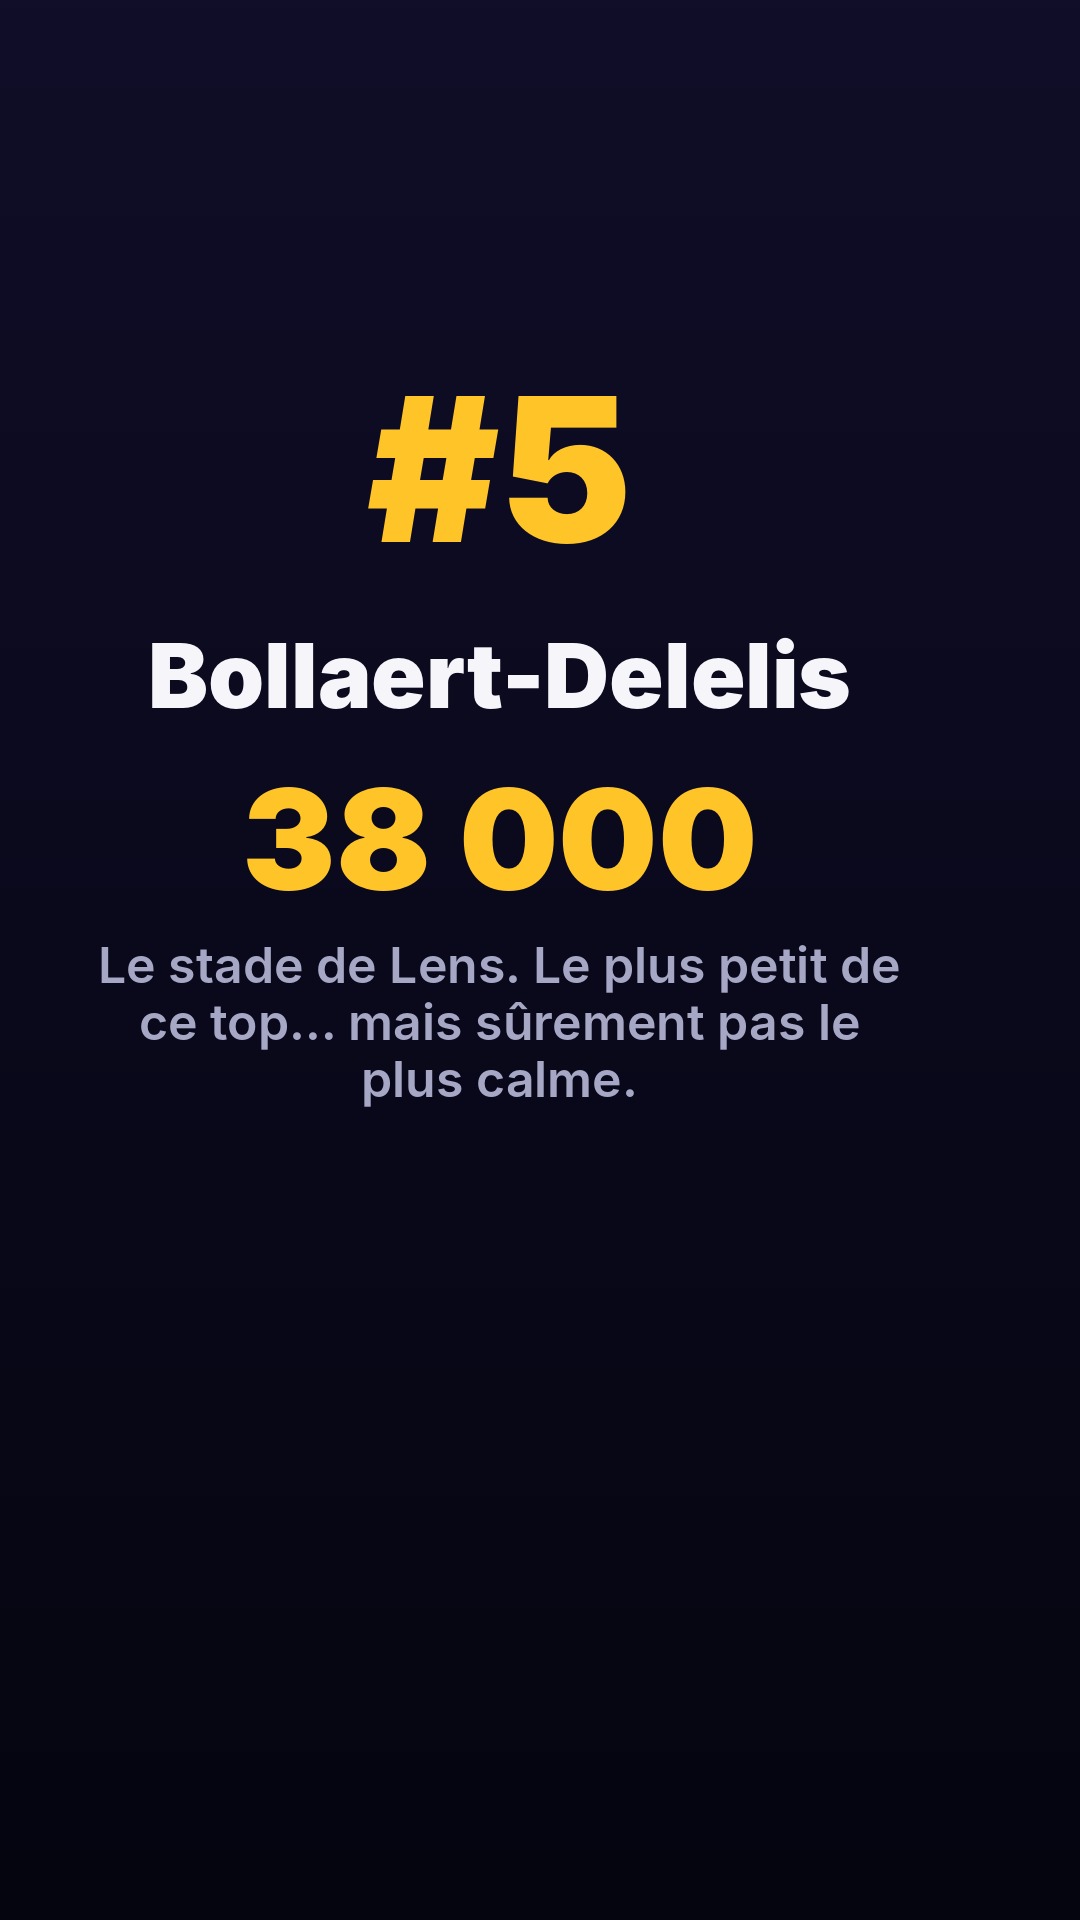 #5
Bollaert-Delelis
38 000
Le stade de Lens. Le plus petit de
ce top… mais sûrement pas le
plus calme.